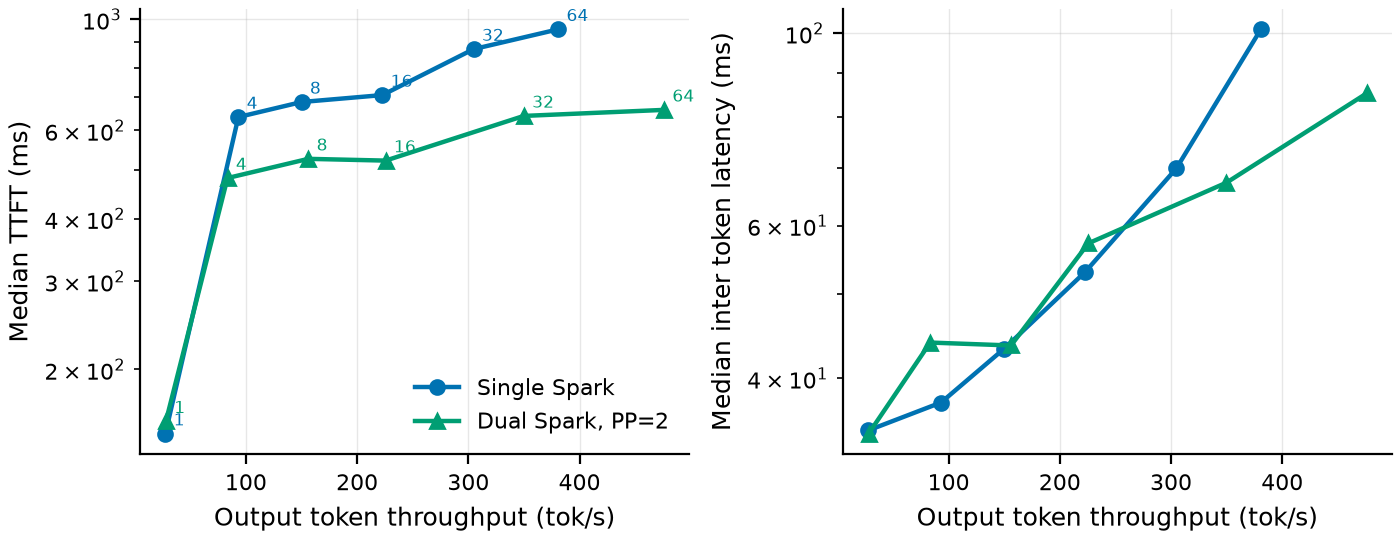 Median TTFT (ms)
10³
6 × 10²
4 × 10²
3 × 10²
2 × 10²
1
4
8
16
32
64
1
4
8
16
32
64
Single Spark
Dual Spark, PP=2
100
200
300
400
Output token throughput (tok/s)
Median inter token latency (ms)
10²
6 × 10¹
4 × 10¹
100
200
300
400
Output token throughput (tok/s)